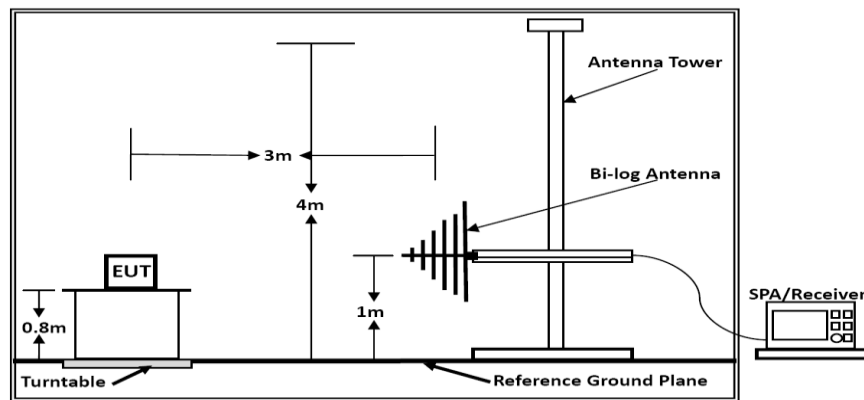 Antenna Tower
3m
Bi-log Antenna
4m
EUT
SPA/Receiver
0.8m
1m
Turntable
Reference Ground Plane